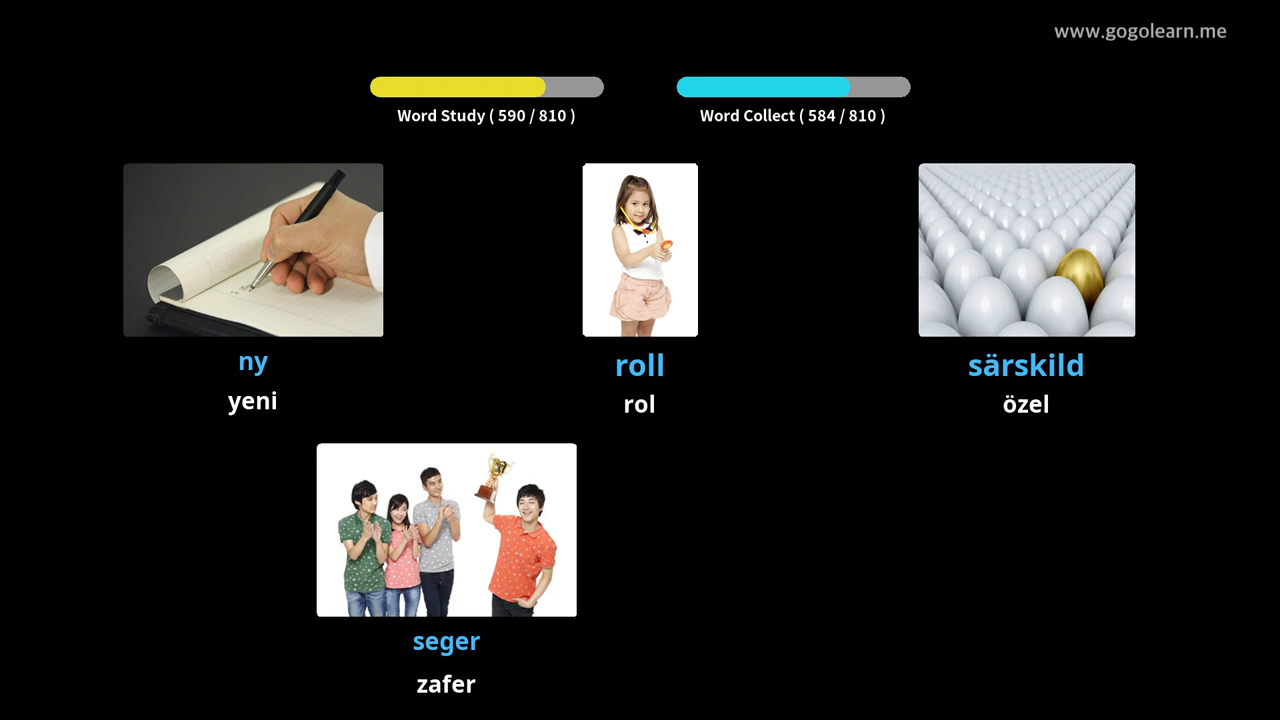 www.gogolearn.me
Word Study ( 590 / 810 )
Word Collect ( 584 / 810 )
ny
yeni
roll
rol
särskild
özel
seger
zafer